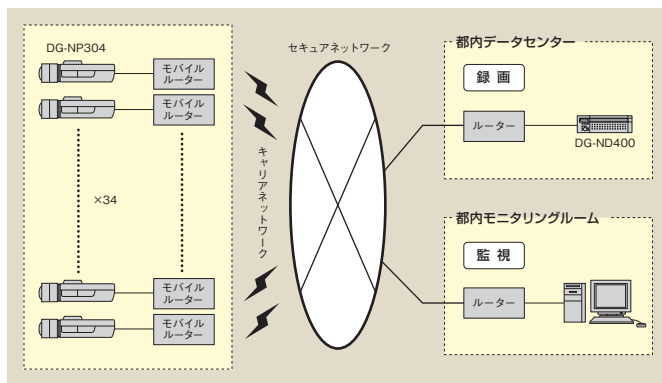 DG-NP304
モバイル
ルーター
モバイル
ルーター
×34
モバイル
ルーター
モバイル
ルーター
キャリアネットワーク
セキュアネットワーク
都内データセンター
録画
ルーター
DG-ND400
都内モニタリングルーム
監視
ルーター